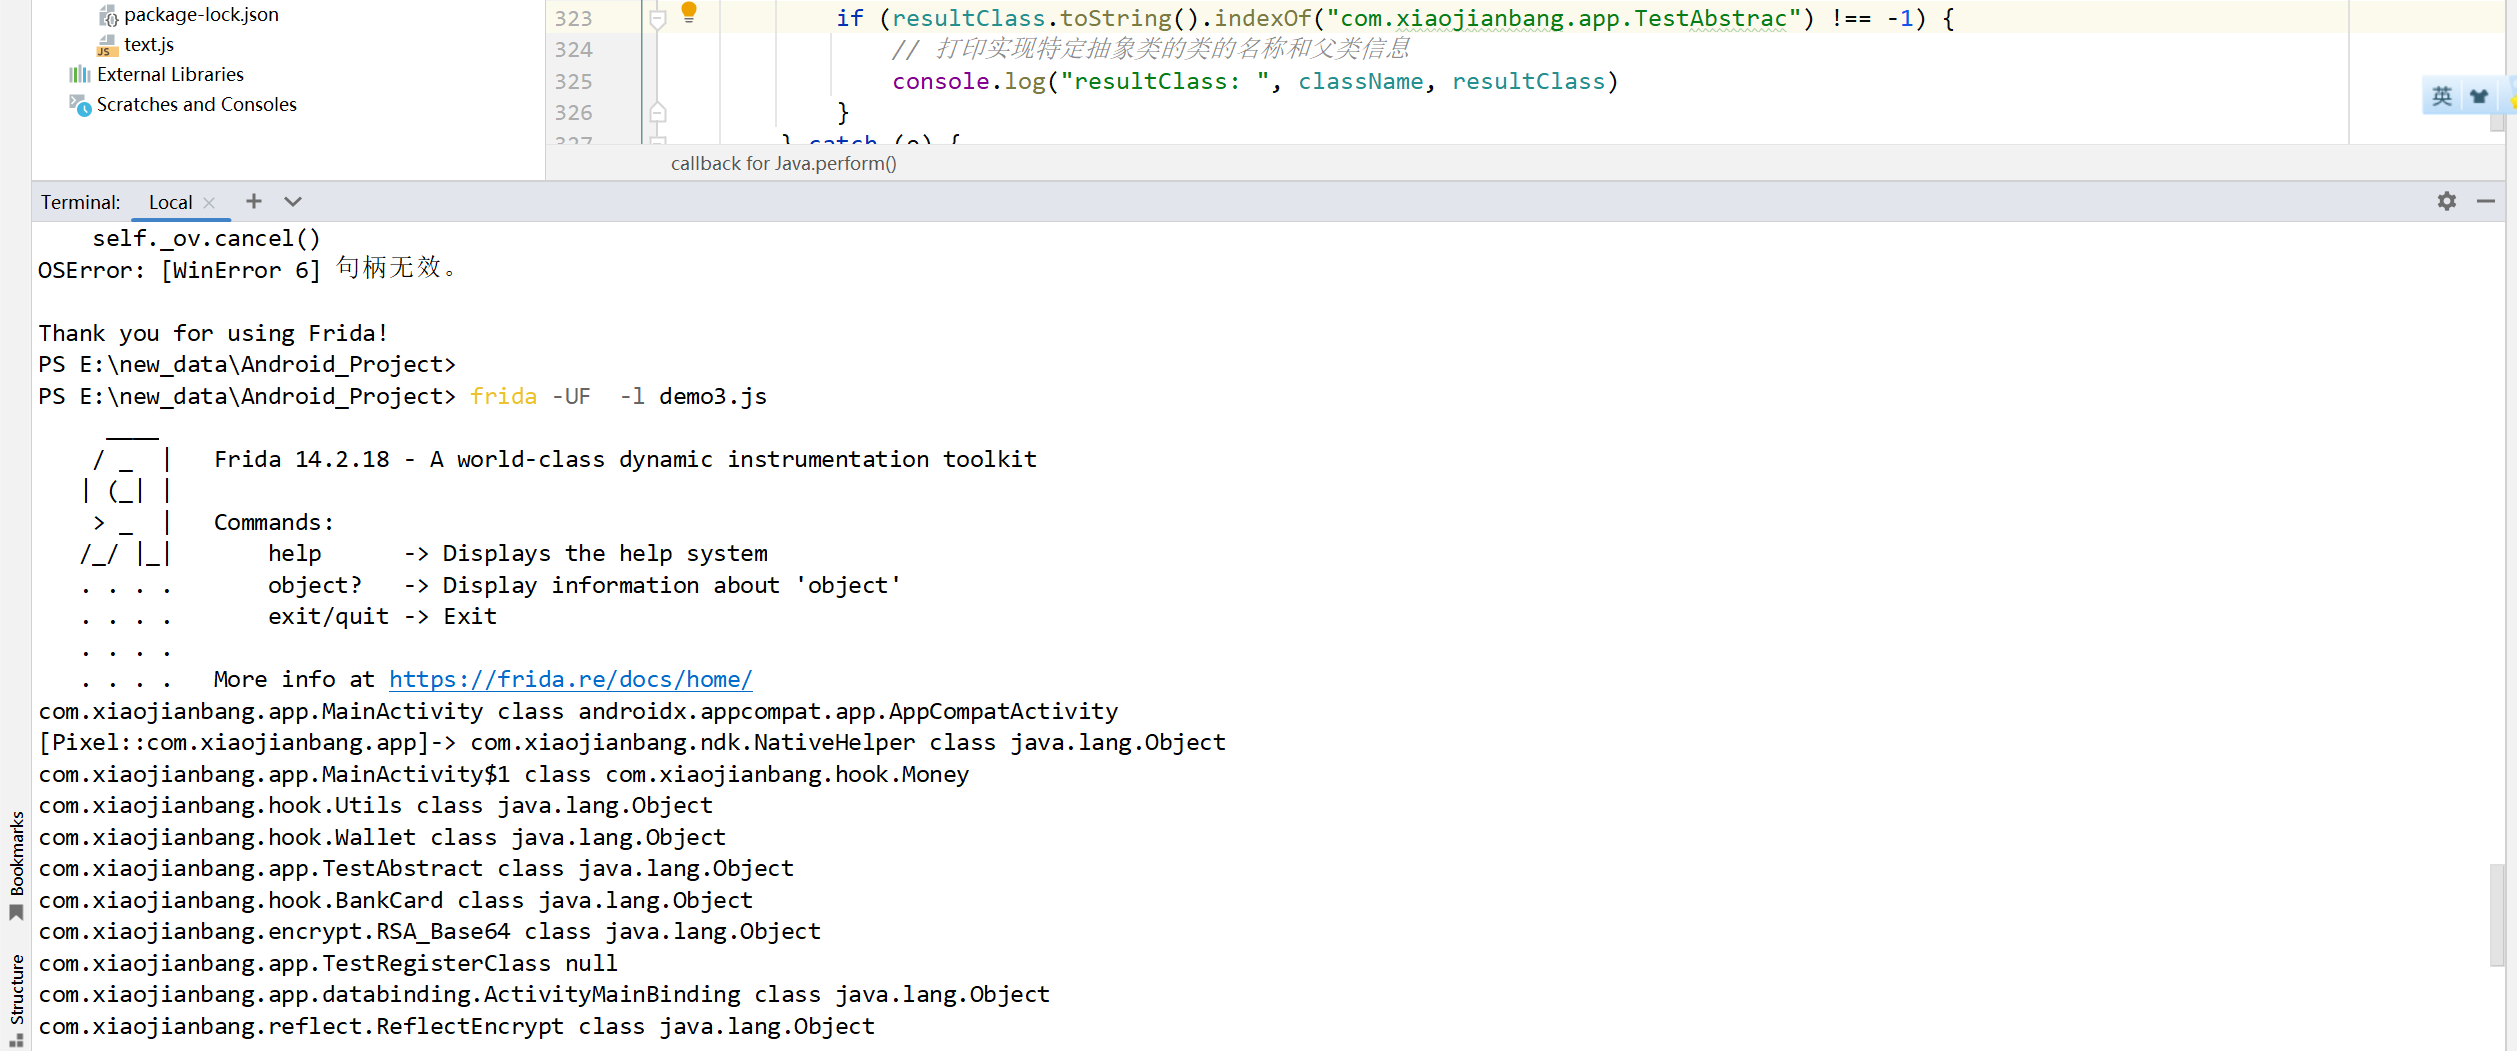 package-lock.json
text.js
External Libraries
Scratches and Consoles
323 if (resultClass.toString().indexOf("com.xiaojianbang.app.TestAbstrac") !== -1) {
324 // 打印实现特定抽象类的类的名称和父类信息
325 console.log("resultClass: ", className, resultClass)
326 }
327 } catch (e) {
callback for Java.perform()
英
Terminal: Local
self._ov.cancel()
OSError: [WinError 6] 句柄无效。
Thank you for using Frida!
PS E:\new_data\Android_Project>
PS E:\new_data\Android_Project> frida -UF  -l demo3.js
____
/ _  |   Frida 14.2.18 - A world-class dynamic instrumentation toolkit
| (_| |
> _  |   Commands:
/_/ |_|       help      -> Displays the help system
. . . .       object?   -> Display information about 'object'
. . . .       exit/quit -> Exit
. . . .
. . . .   More info at https://frida.re/docs/home/
com.xiaojianbang.app.MainActivity class androidx.appcompat.app.AppCompatActivity
[Pixel::com.xiaojianbang.app]-> com.xiaojianbang.ndk.NativeHelper class java.lang.Object
com.xiaojianbang.app.MainActivity$1 class com.xiaojianbang.hook.Money
com.xiaojianbang.hook.Utils class java.lang.Object
com.xiaojianbang.hook.Wallet class java.lang.Object
com.xiaojianbang.app.TestAbstract class java.lang.Object
com.xiaojianbang.hook.BankCard class java.lang.Object
com.xiaojianbang.encrypt.RSA_Base64 class java.lang.Object
com.xiaojianbang.app.TestRegisterClass null
com.xiaojianbang.app.databinding.ActivityMainBinding class java.lang.Object
com.xiaojianbang.reflect.ReflectEncrypt class java.lang.Object
Bookmarks
Structure